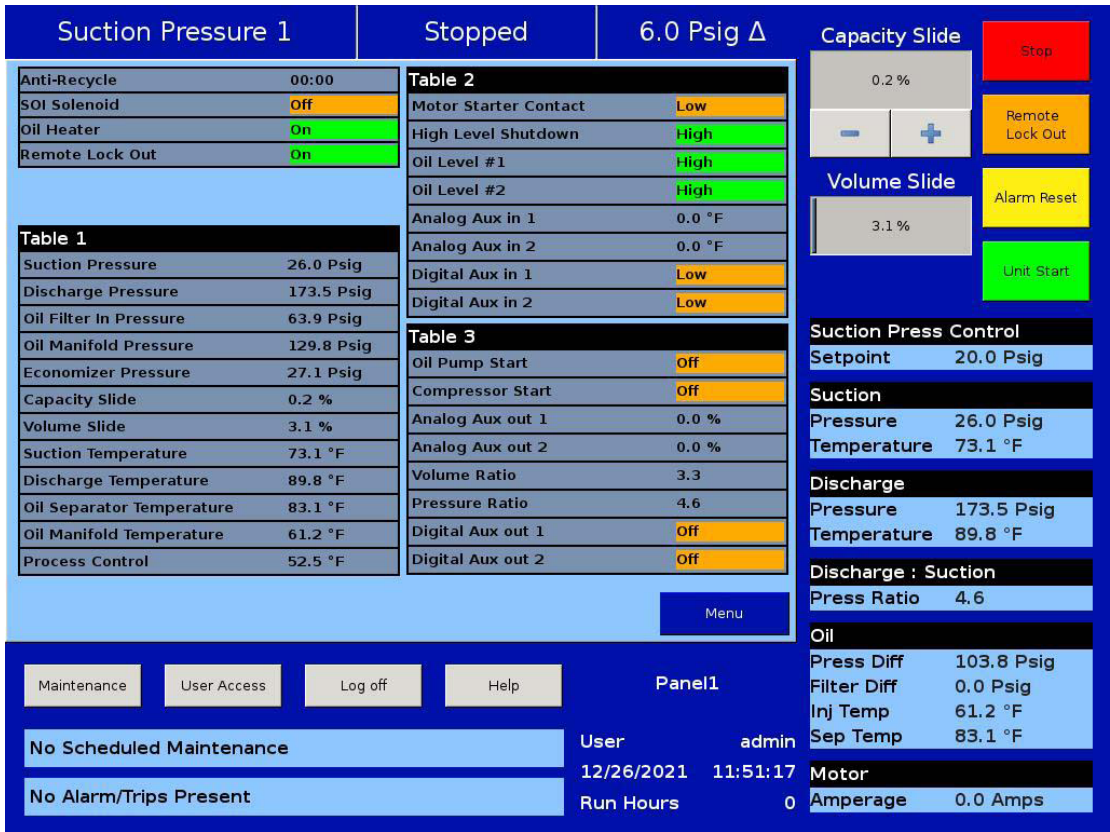 Suction Pressure 1
Stopped
6.0 Psig Δ
Anti-Recycle 00:00
SOI Solenoid Off
Oil Heater On
Remote Lock Out On
Table 1
Suction Pressure 26.0 Psig
Discharge Pressure 173.5 Psig
Oil Filter In Pressure 63.9 Psig
Oil Manifold Pressure 129.8 Psig
Economizer Pressure 27.1 Psig
Capacity Slide 0.2 %
Volume Slide 3.1 %
Suction Temperature 73.1 °F
Discharge Temperature 89.8 °F
Oil Separator Temperature 83.1 °F
Oil Manifold Temperature 61.2 °F
Process Control 52.5 °F
Table 2
Motor Starter Contact Low
High Level Shutdown High
Oil Level #1 High
Oil Level #2 High
Analog Aux in 1 0.0 °F
Analog Aux in 2 0.0 °F
Digital Aux in 1 Low
Digital Aux in 2 Low
Table 3
Oil Pump Start Off
Compressor Start Off
Analog Aux out 1 0.0 %
Analog Aux out 2 0.0 %
Volume Ratio 3.3
Pressure Ratio 4.6
Digital Aux out 1 Off
Digital Aux out 2 Off
Menu
Capacity Slide
0.2 %
Volume Slide
3.1 %
Stop
Remote
Lock Out
Alarm Reset
Unit Start
Suction Press Control
Setpoint 20.0 Psig
Suction
Pressure 26.0 Psig
Temperature 73.1 °F
Discharge
Pressure 173.5 Psig
Temperature 89.8 °F
Discharge : Suction
Press Ratio 4.6
Oil
Press Diff 103.8 Psig
Filter Diff 0.0 Psig
Inj Temp 61.2 °F
Sep Temp 83.1 °F
Motor
Amperage 0.0 Amps
Maintenance
User Access
Log off
Help
Panel1
No Scheduled Maintenance
No Alarm/Trips Present
User admin
12/26/2021 11:51:17
Run Hours 0